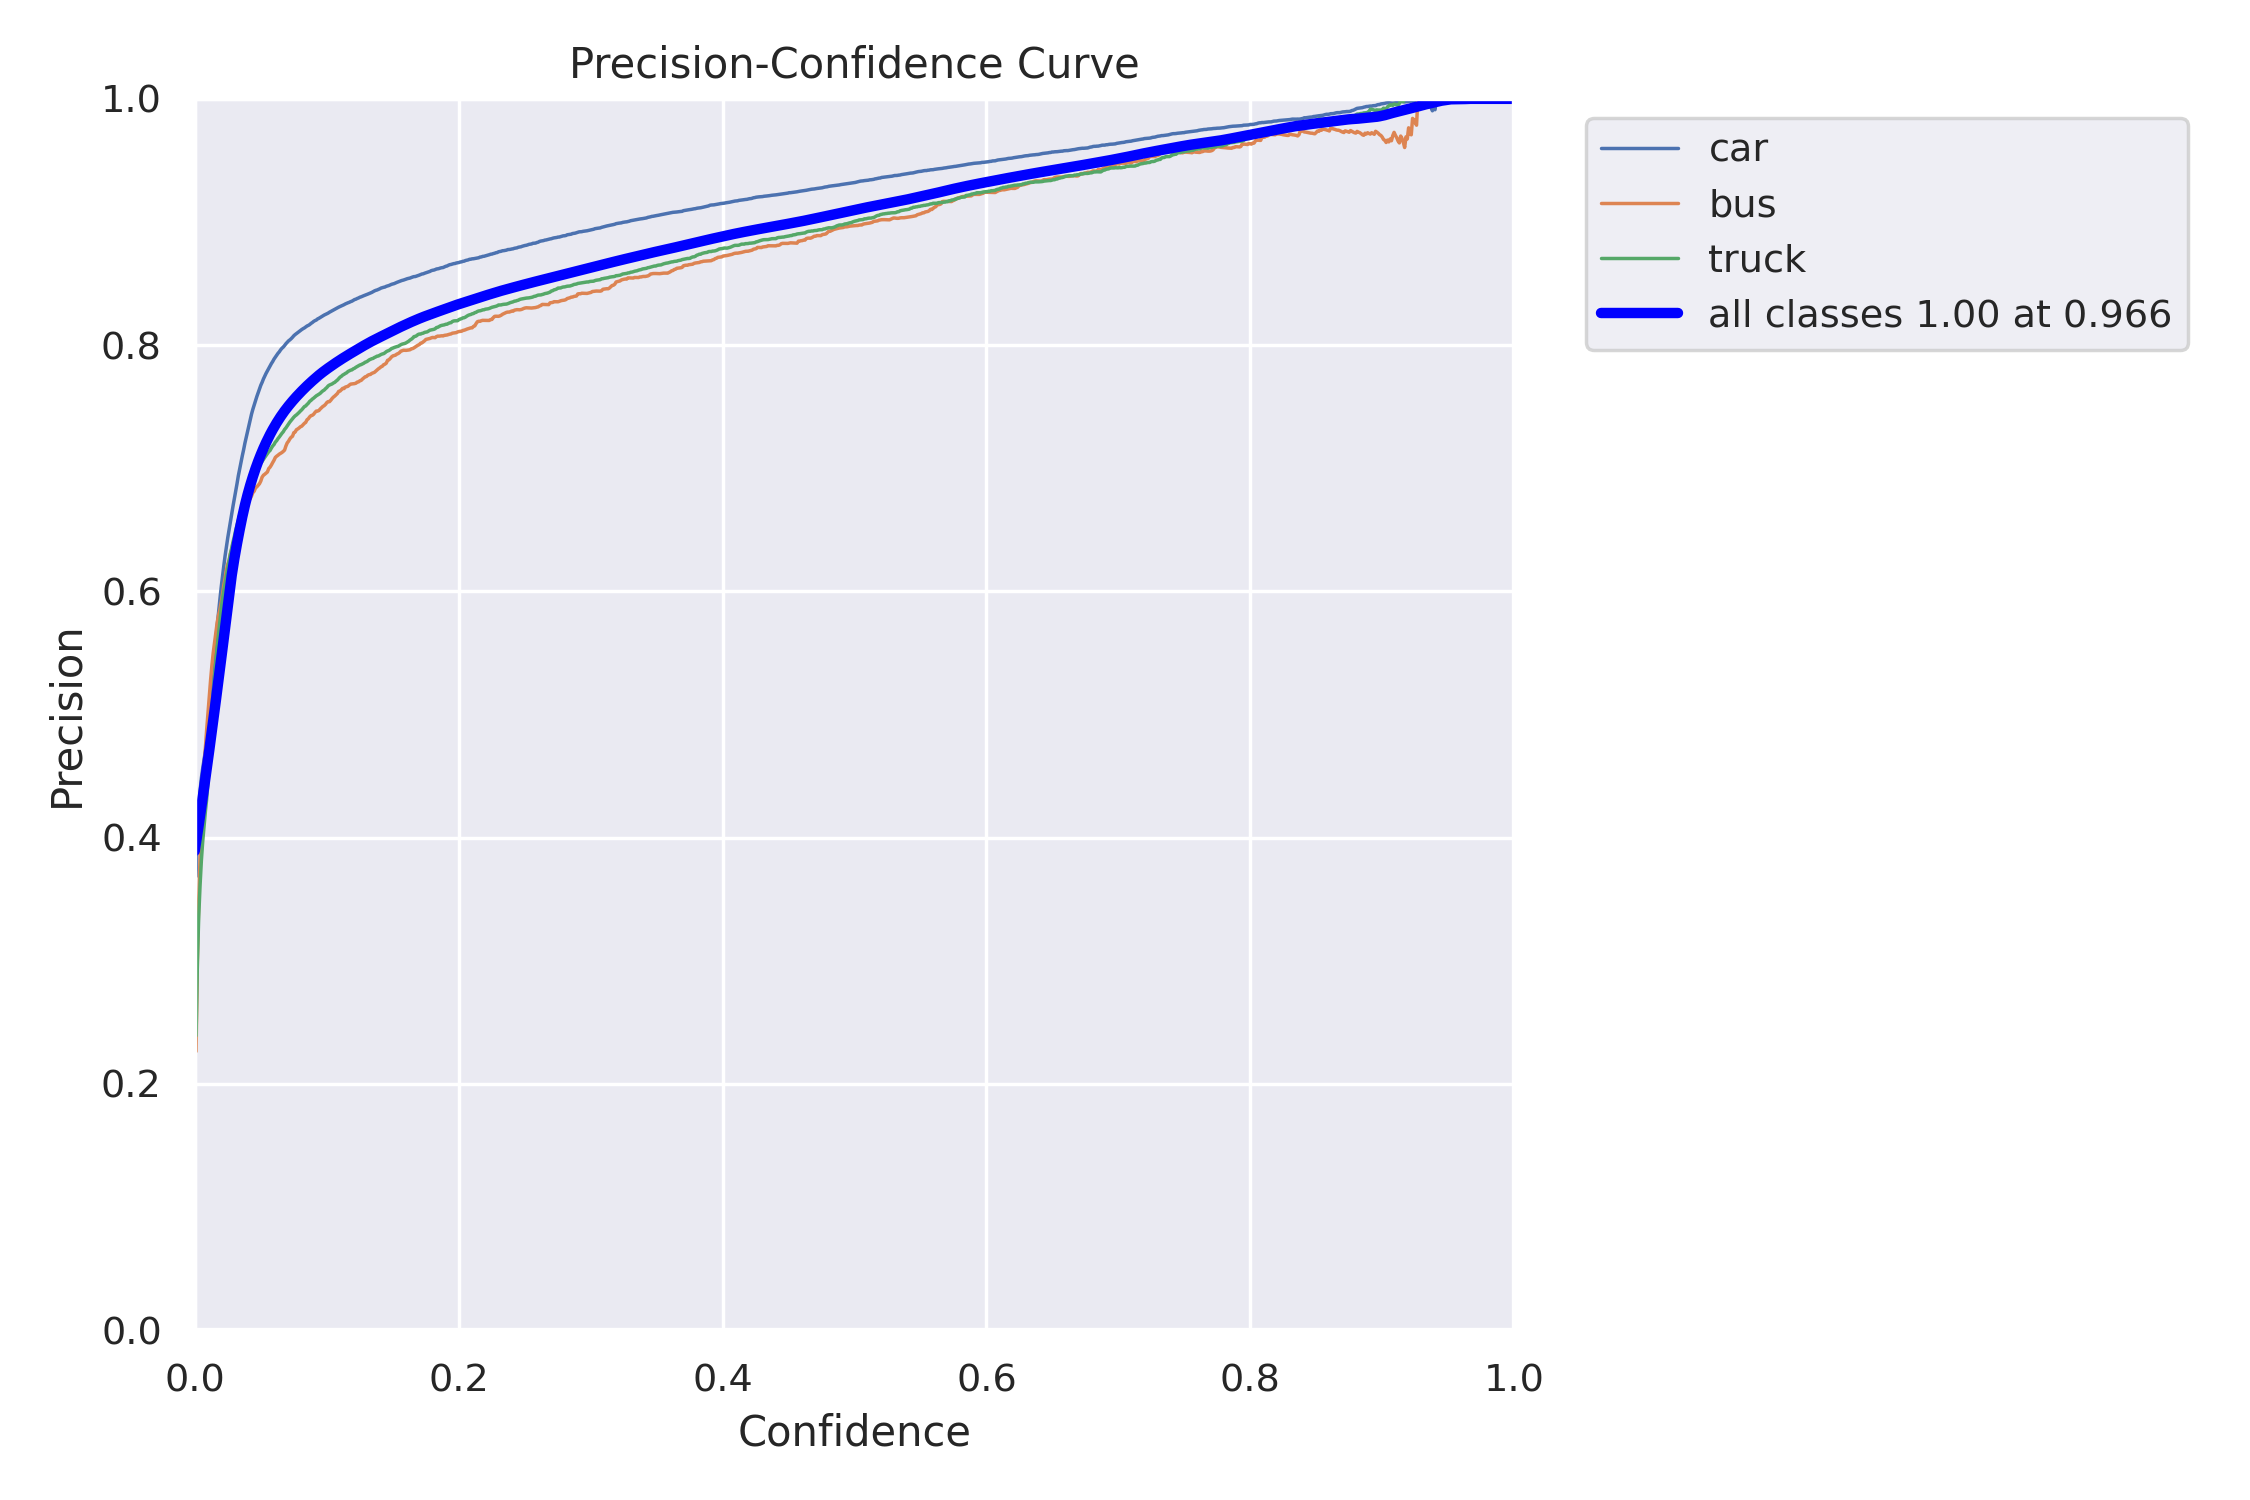 Precision-Confidence Curve
1.0
0.8
0.6
0.4
0.2
0.0
Precision
0.0 0.2 0.4 0.6 0.8 1.0
Confidence
car
bus
truck
all classes 1.00 at 0.966